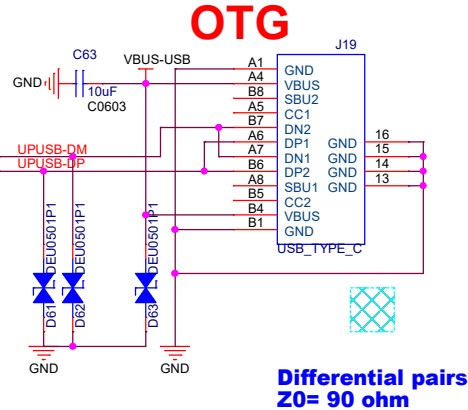 OTG
J19
C63
VBUS-USB
GND
10uF
C0603
A1 GND
A4 VBUS
B8 SBU2
A5 CC1
B7 DN2
A6 DP1 GND 16
A7 DN1 GND 15
B6 DP2 GND 14
A8 SBU1 GND 13
B5 CC2
B4 VBUS
B1 GND
USB_TYPE_C
UPUSB-DM
UPUSB-DP
DEU0501P1
DEU0501P1
DEU0501P1
D61
D62
D63
GND
GND
Differential pairs
Z0= 90 ohm